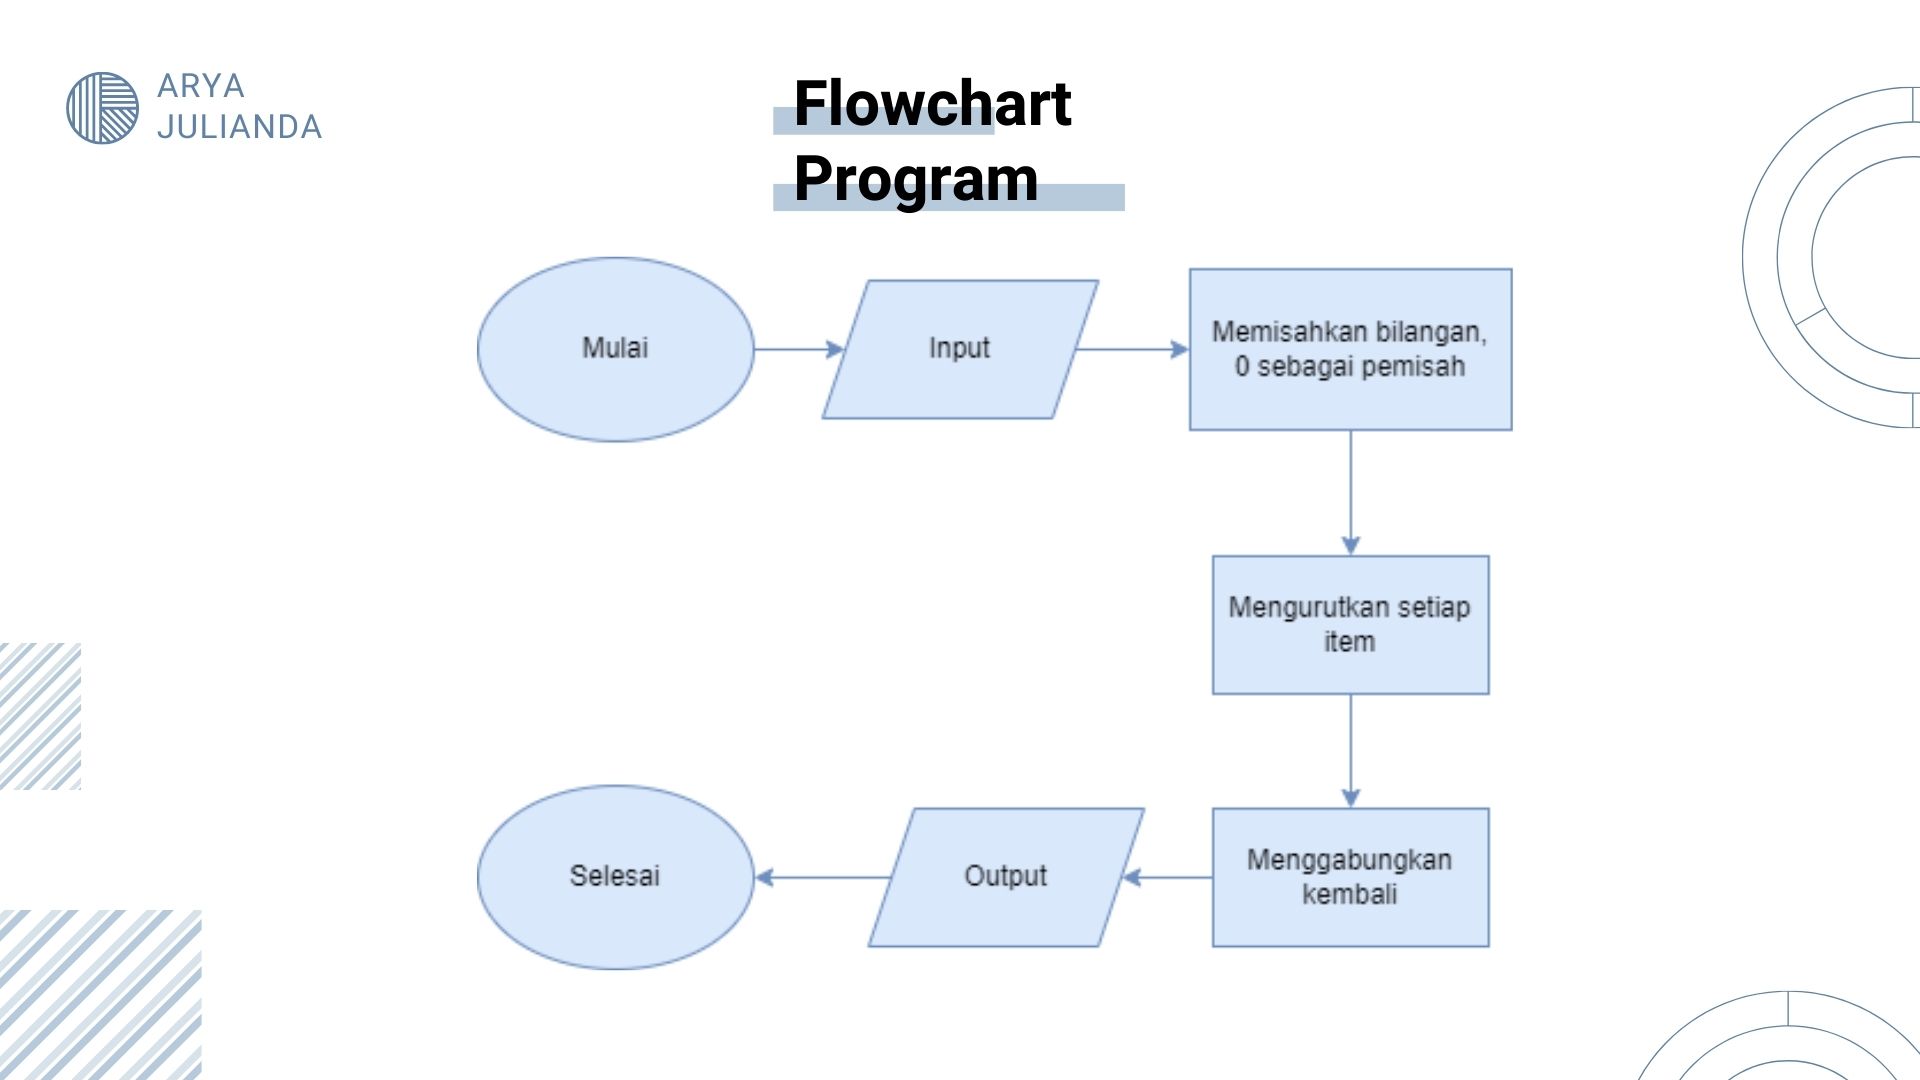 ARYA
JULIANDA
Flowchart
Program
Mulai
Input
Memisahkan bilangan,
0 sebagai pemisah
Mengurutkan setiap
item
Menggabungkan
kembali
Output
Selesai